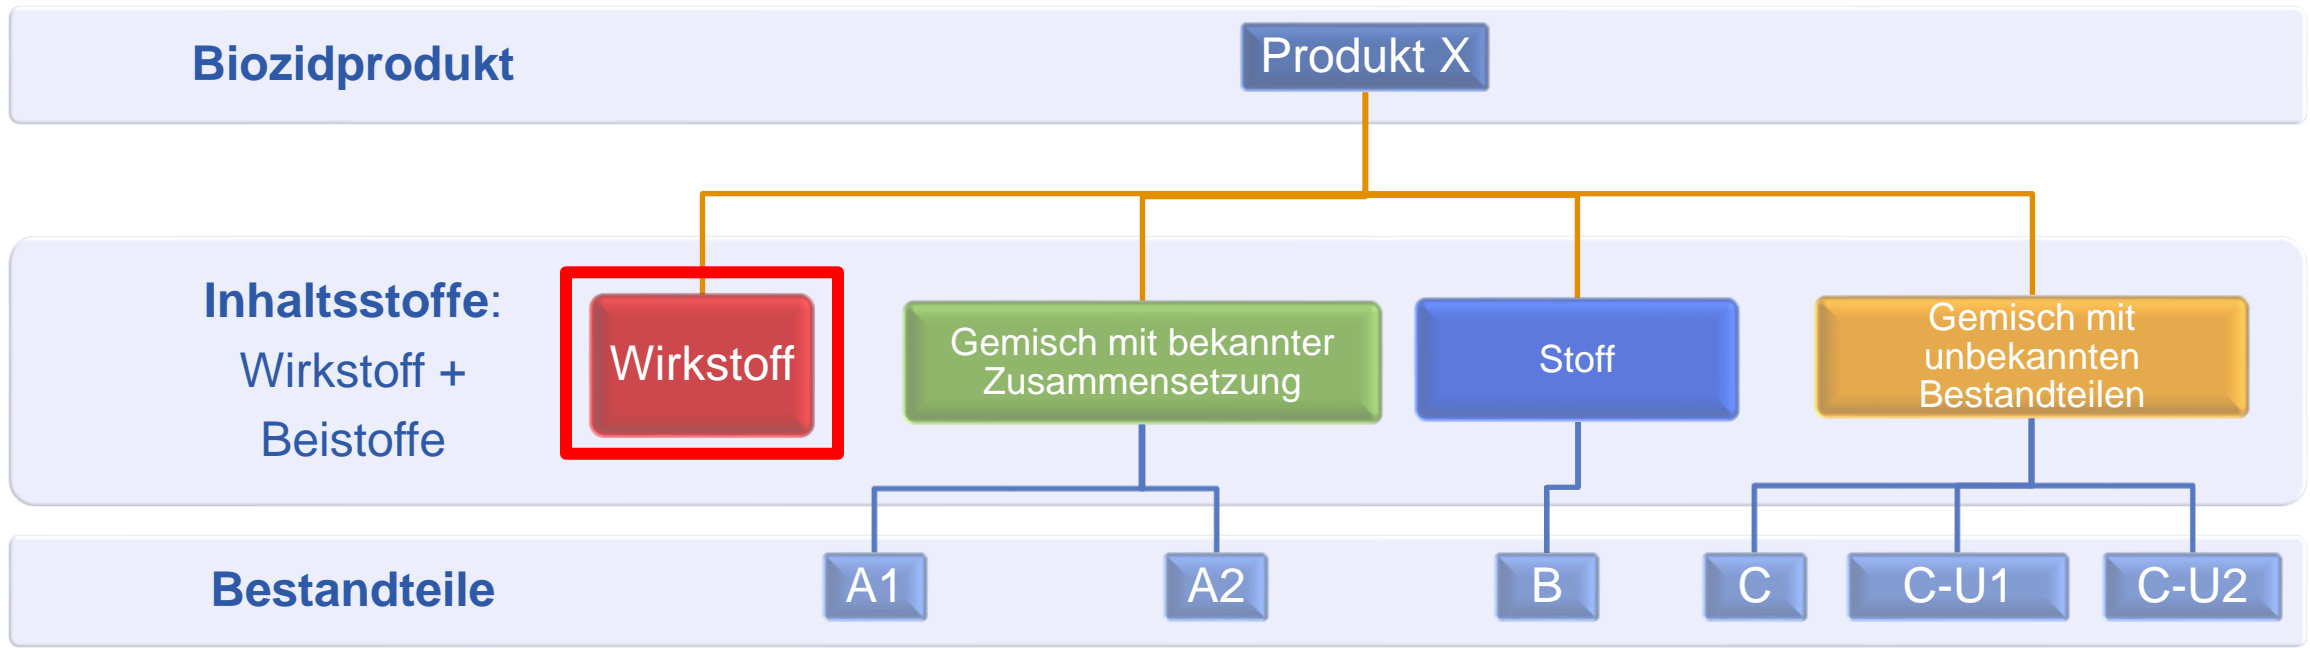 Biozidprodukt
Produkt X
Inhaltsstoffe:
Wirkstoff +
Beistoffe
Wirkstoff
Gemisch mit bekannter
Zusammensetzung
Stoff
Gemisch mit
unbekannten
Bestandteilen
Bestandteile
A1
A2
B
C
C-U1
C-U2